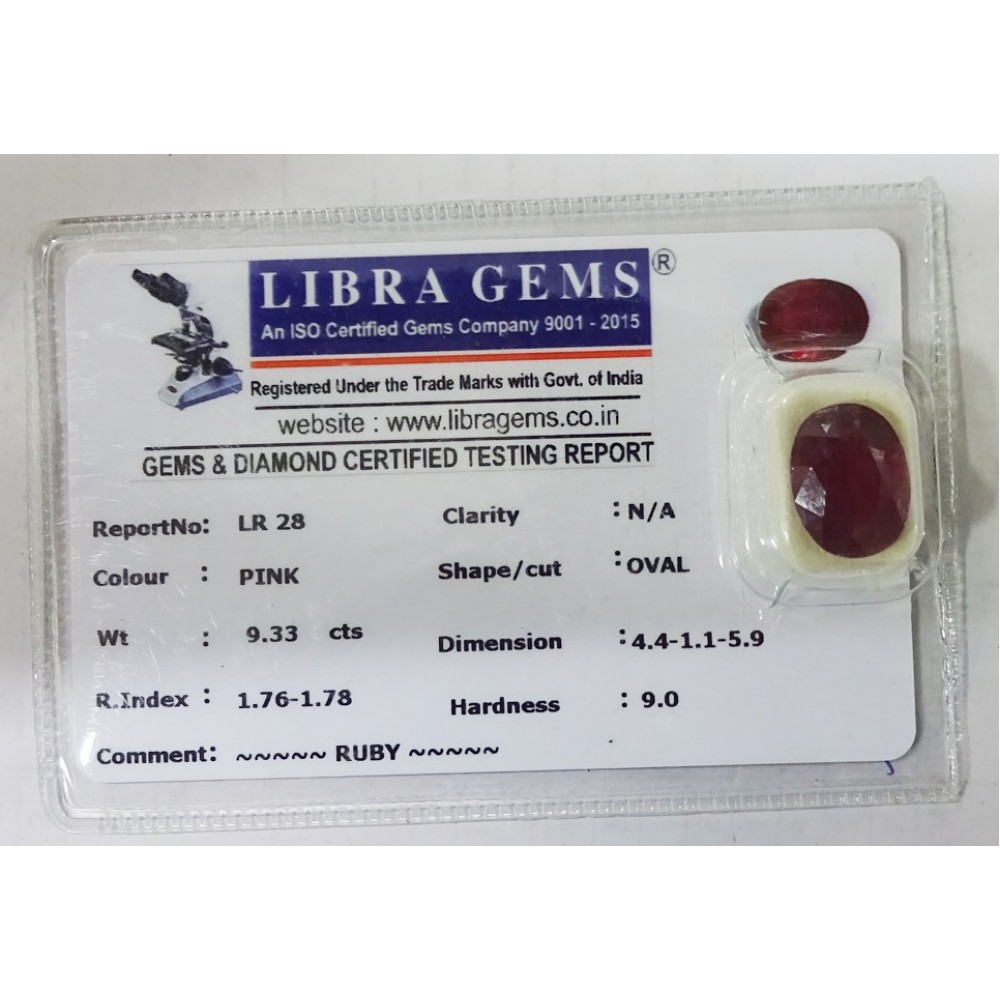 LIBRA GEMS ®
An ISO Certified Gems Company 9001 - 2015
Registered Under the Trade Marks with Govt. of India
website : www.libragems.co.in
GEMS & DIAMOND CERTIFIED TESTING REPORT
ReportNo: LR 28 Clarity : N/A
Colour : PINK Shape/cut : OVAL
Wt : 9.33 cts Dimension : 4.4-1.1-5.9
R.Index : 1.76-1.78 Hardness : 9.0
Comment: ~~~~~ RUBY ~~~~~